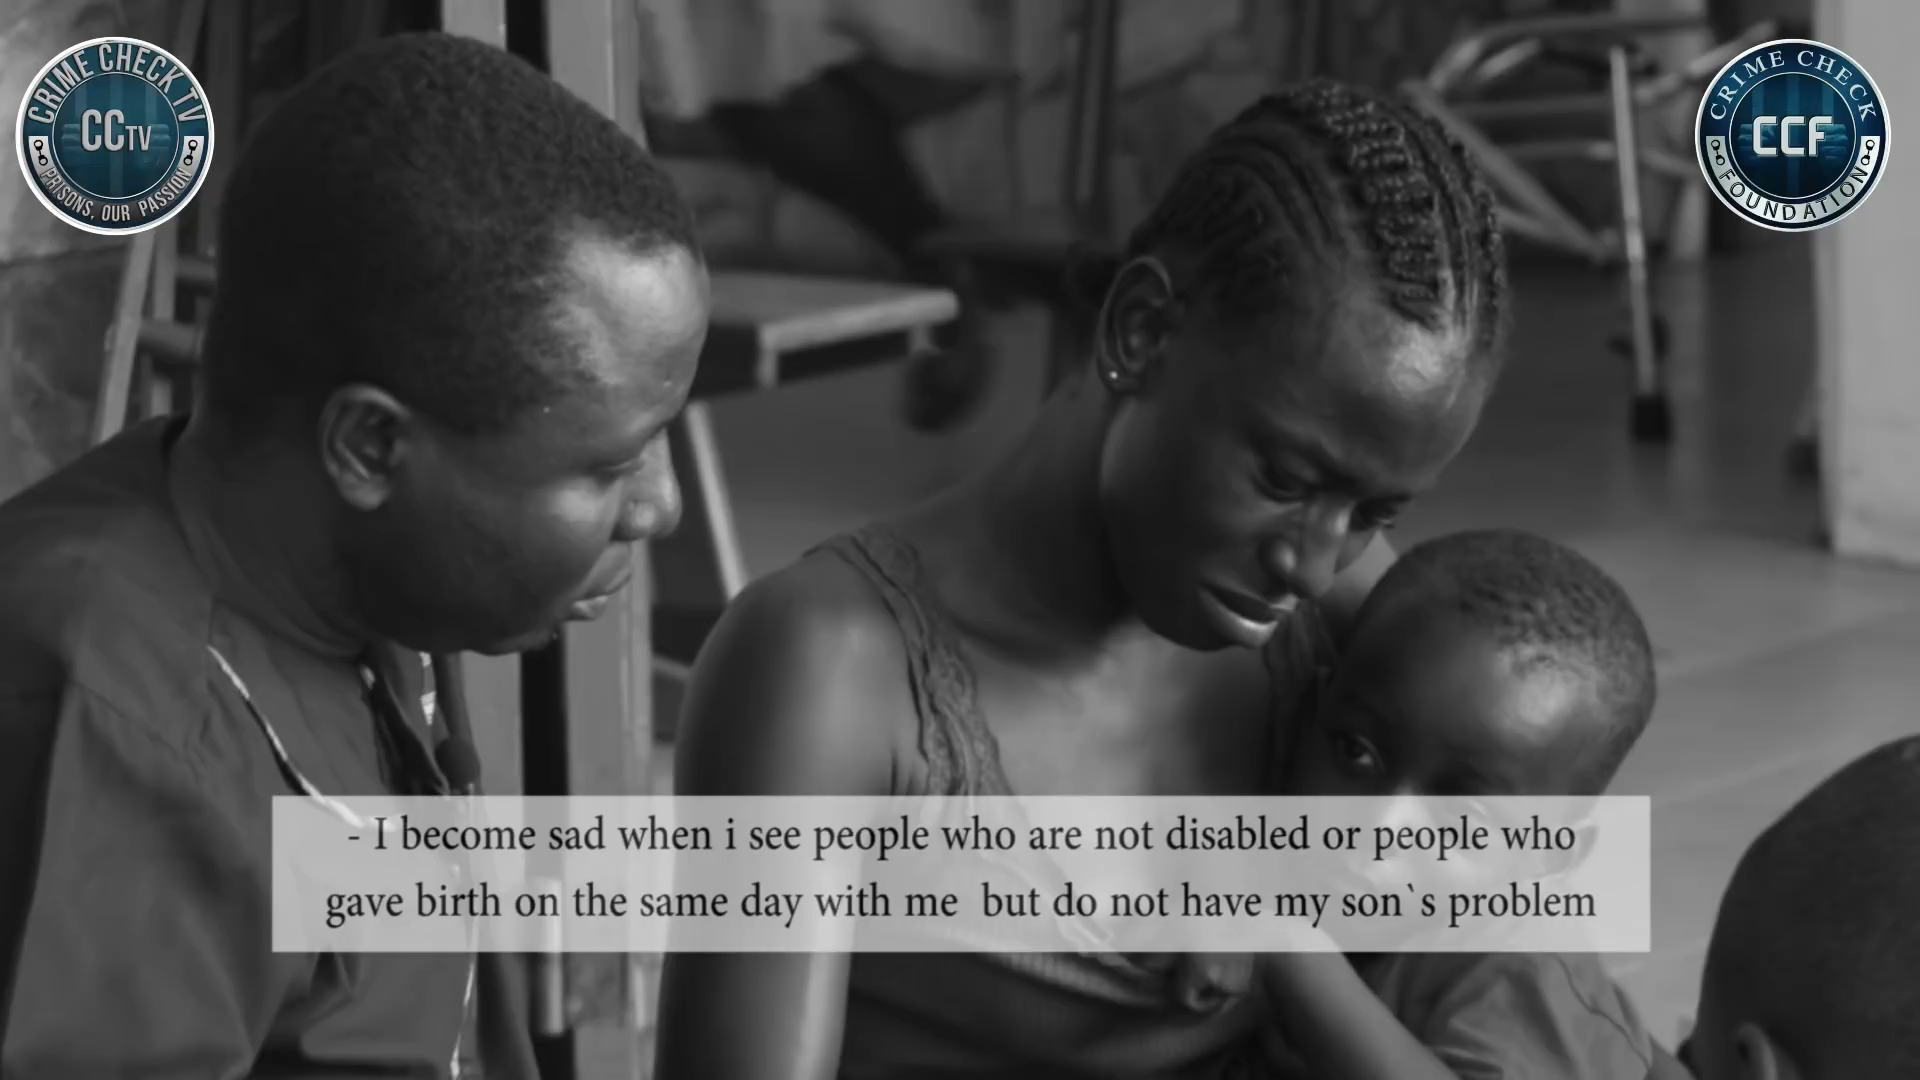 CRIME CHECK TV
CCTV
PRISONS, OUR PASSION
CRIME CHECK
CCF
FOUNDATION
- I become sad when i see people who are not disabled or people who
gave birth on the same day with me  but do not have my son`s problem